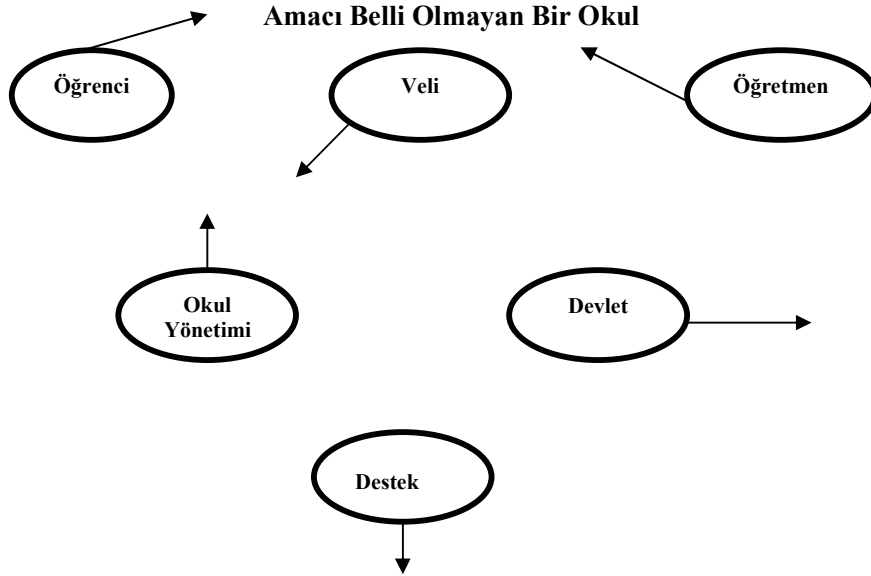 Amacı Belli Olmayan Bir Okul
Öğrenci
Veli
Öğretmen
Okul
Yönetimi
Devlet
Destek